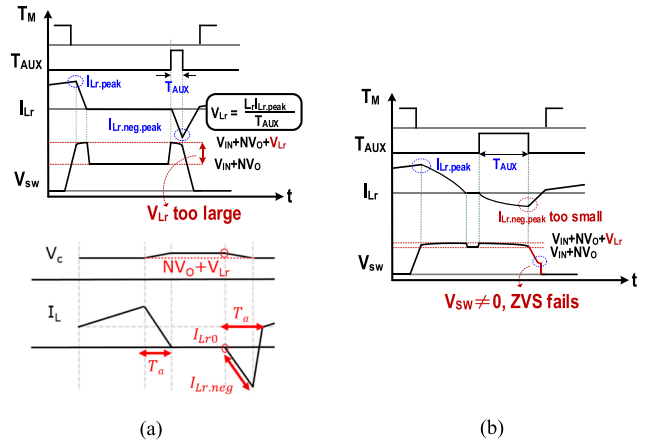 T_M
T_AUX
I_Lr.peak
T_AUX
I_Lr
I_Lr.neg.peak
V_Lr = L_r I_Lr.peak / T_AUX
V_IN+NV_O+V_Lr
V_IN+NV_O
V_SW
t
V_Lr too large
V_c
NV_O+V_Lr
I_L
T_a
I_Lr0
T_a
I_Lr.neg
(a)
T_M
T_AUX
T_AUX
I_Lr.peak
I_Lr
I_Lr.neg.peak too small
V_IN+NV_O+V_Lr
V_IN+NV_O
V_SW
t
V_SW≠0, ZVS fails
(b)